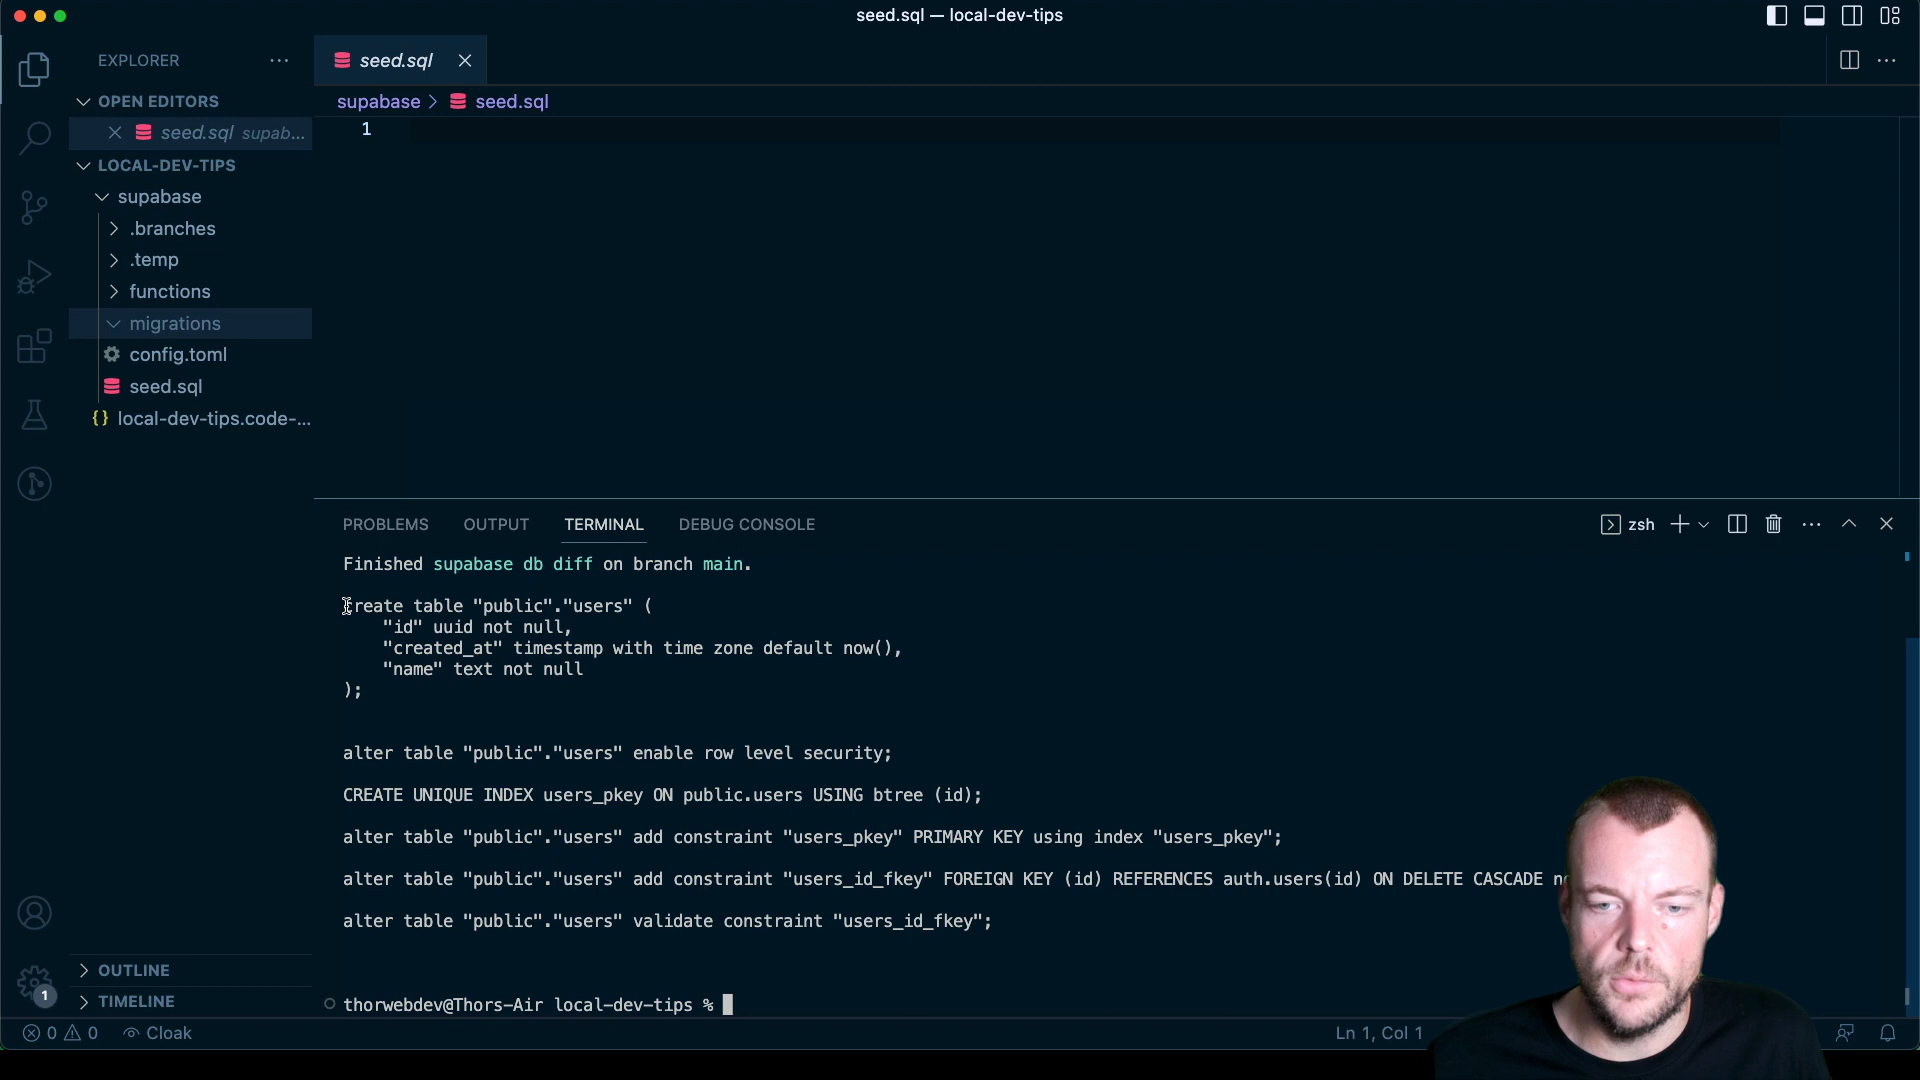 seed.sql — local-dev-tips
EXPLORER
seed.sql
OPEN EDITORS
seed.sql supab...
LOCAL-DEV-TIPS
supabase
.branches
.temp
functions
migrations
config.toml
seed.sql
local-dev-tips.code-...
OUTLINE
TIMELINE
supabase > seed.sql
1
PROBLEMS OUTPUT TERMINAL DEBUG CONSOLE
zsh
Finished supabase db diff on branch main.
create table "public"."users" (
"id" uuid not null,
"created_at" timestamp with time zone default now(),
"name" text not null
);
alter table "public"."users" enable row level security;
CREATE UNIQUE INDEX users_pkey ON public.users USING btree (id);
alter table "public"."users" add constraint "users_pkey" PRIMARY KEY using index "users_pkey";
alter table "public"."users" add constraint "users_id_fkey" FOREIGN KEY (id) REFERENCES auth.users(id) ON DELETE CASCADE
alter table "public"."users" validate constraint "users_id_fkey";
thorwebdev@Thors-Air local-dev-tips %
1
0 0 Cloak
Ln 1, Col 1